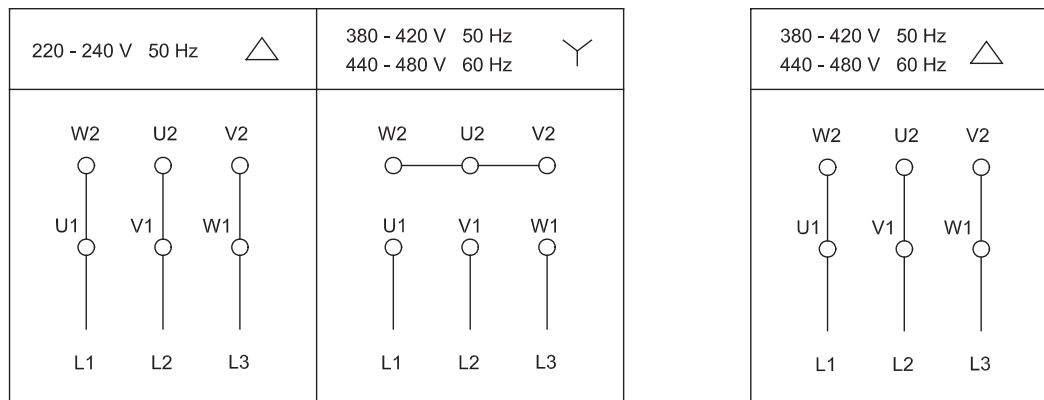 220 - 240 V 50 Hz
380 - 420 V 50 Hz
440 - 480 V 60 Hz
380 - 420 V 50 Hz
440 - 480 V 60 Hz
W2 U2 V2
W2 U2 V2
W2 U2 V2
U1 V1 W1
U1 V1 W1
U1 V1 W1
L1 L2 L3
L1 L2 L3
L1 L2 L3